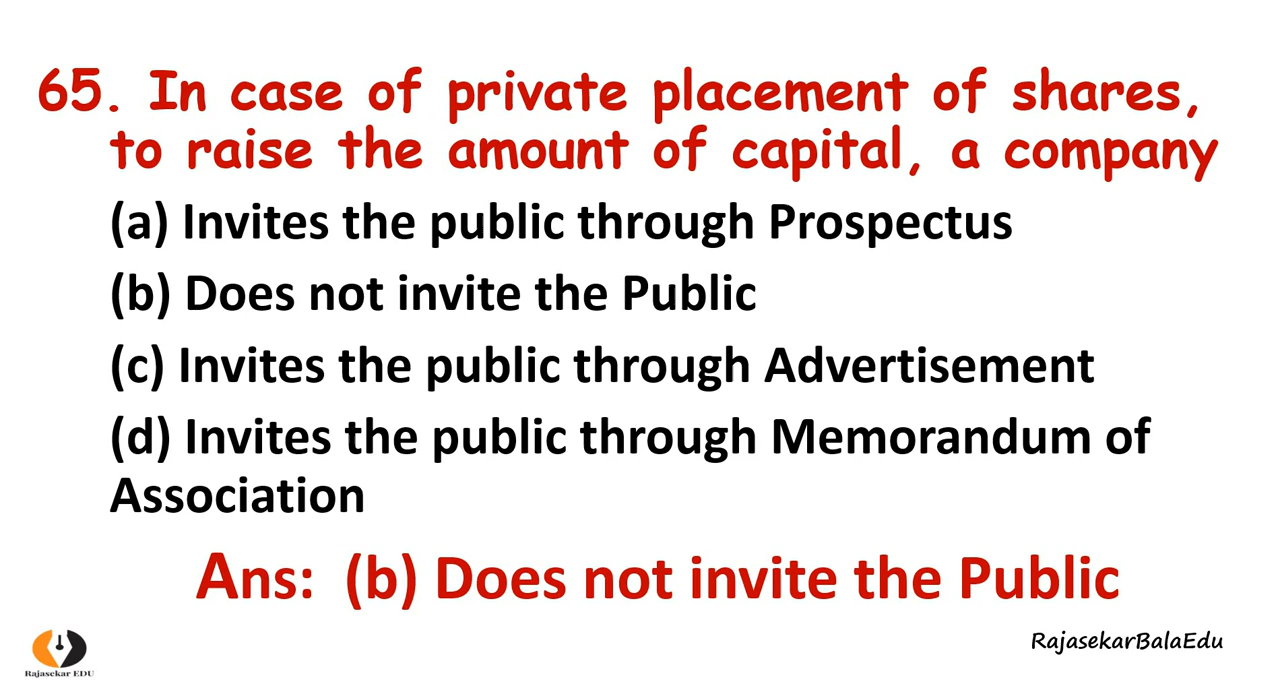 65. In case of private placement of shares,
to raise the amount of capital, a company
(a) Invites the public through Prospectus
(b) Does not invite the Public
(c) Invites the public through Advertisement
(d) Invites the public through Memorandum of
Association
Ans: (b) Does not invite the Public
RajasekarBalaEdu
Rajasekar EDU